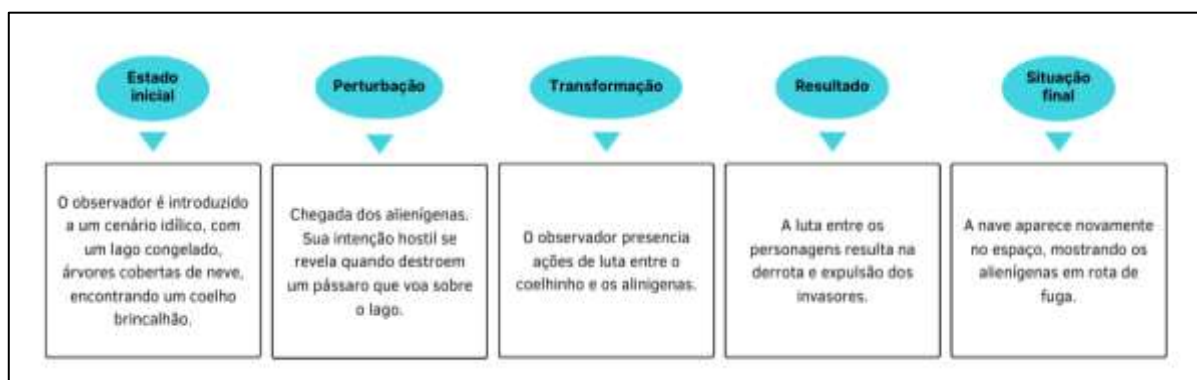 Estado
inicial
Perturbação
Transformação
Resultado
Situação
final
O observador é introduzido
a um cenário idílico, com
um lago congelado,
árvores cobertas de neve,
encontrando um coelho
brincalhão.
Chegada dos alienígenas.
Sua intenção hostil se
revela quando destroem
um pássaro que voa sobre
o lago.
O observador presencia
ações de luta entre o
coelhinho e os alinigenas.
A luta entre os
personagens resulta na
derrota e expulsão dos
invasores.
A nave aparece novamente
no espaço, mostrando os
alienígenas em rota de
fuga.